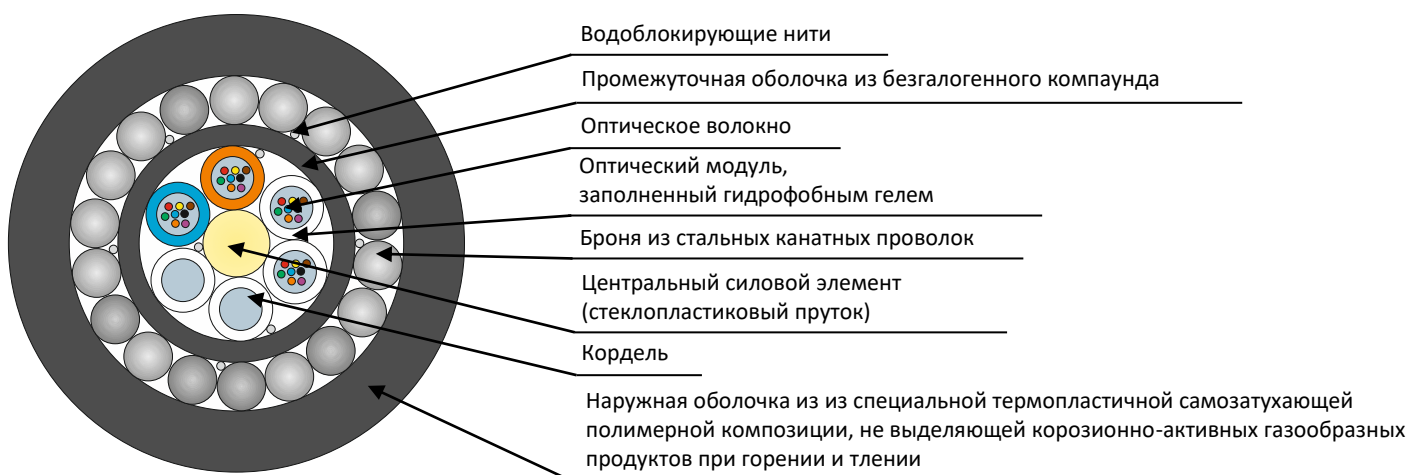 Водоблокирующие нити
Промежуточная оболочка из безгалогенного компаунда
Оптическое волокно
Оптический модуль,
заполненный гидрофобным гелем
Броня из стальных канатных проволок
Центральный силовой элемент
(стеклопластиковый пруток)
Кордель
Наружная оболочка из из специальной термопластичной самозатухающей
полимерной композиции, не выделяющей корозионно-активных газообразных
продуктов при горении и тлении